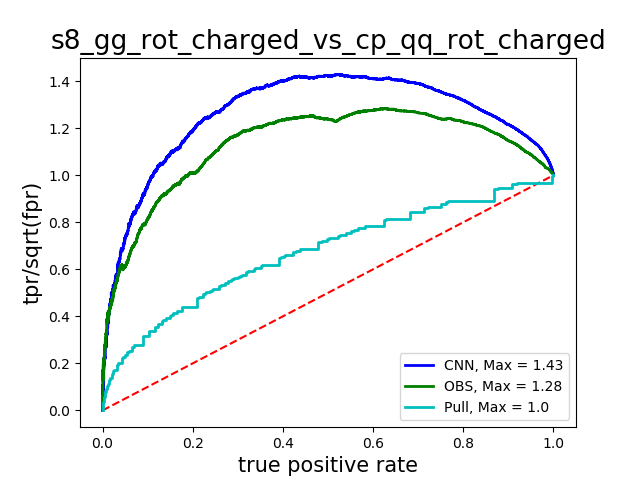 s8_gg_rot_charged_vs_cp_qq_rot_charged
tpr/sqrt(fpr)
1.4
1.2
1.0
0.8
0.6
0.4
0.2
0.0
CNN, Max = 1.43
OBS, Max = 1.28
Pull, Max = 1.0
0.0 0.2 0.4 0.6 0.8 1.0
true positive rate